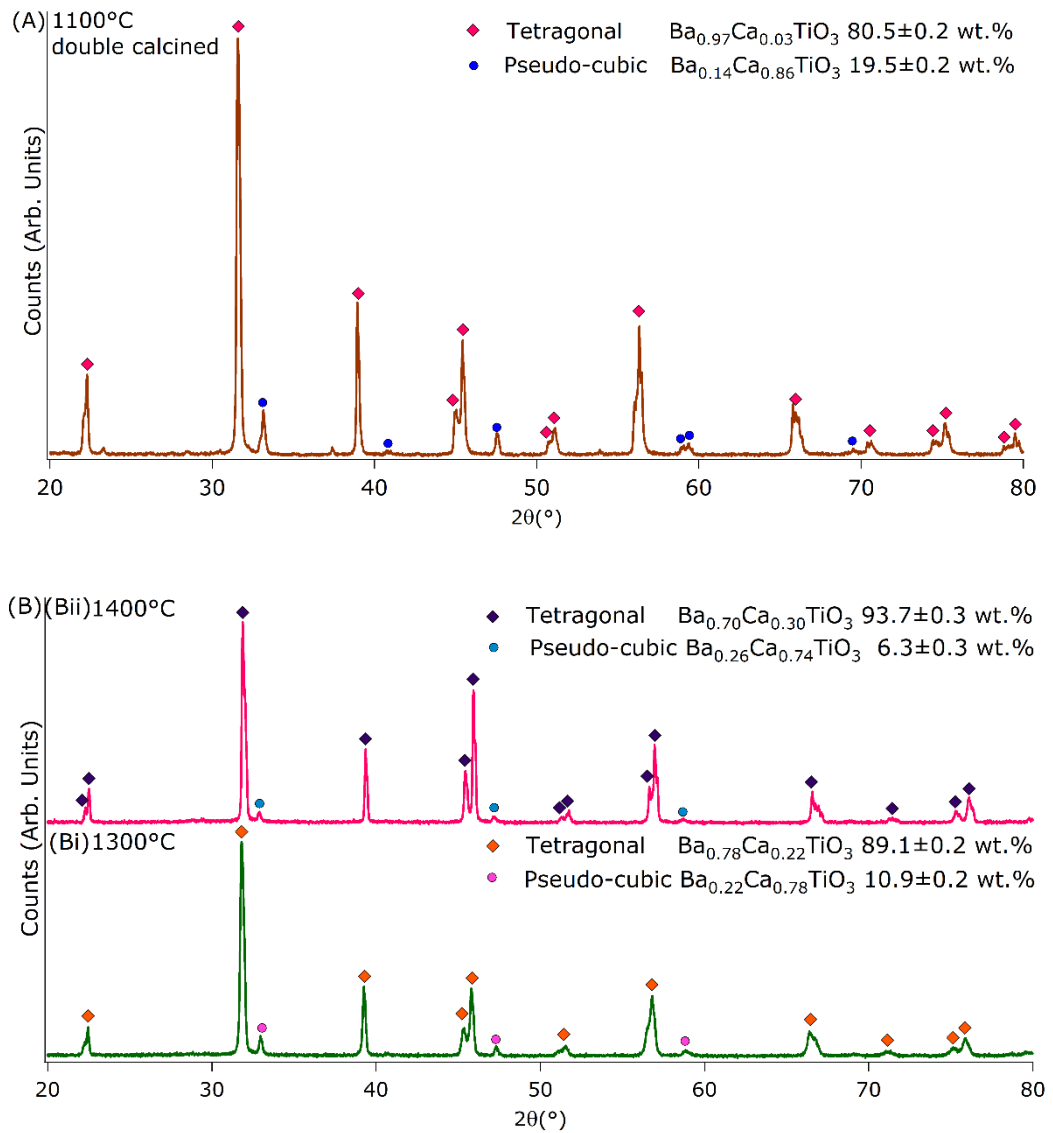 (A) 1100°C
double calcined
Tetragonal Ba₀.₉₇Ca₀.₀₃TiO₃ 80.5±0.2 wt.%
Pseudo-cubic Ba₀.₁₄Ca₀.₈₆TiO₃ 19.5±0.2 wt.%
Counts (Arb. Units)
20 30 40 50 60 70 80
2θ(°)
(B) (Bii) 1400°C
Tetragonal Ba₀.₇₀Ca₀.₃₀TiO₃ 93.7±0.3 wt.%
Pseudo-cubic Ba₀.₂₆Ca₀.₇₄TiO₃ 6.3±0.3 wt.%
Counts (Arb. Units)
(Bi) 1300°C
Tetragonal Ba₀.₇₈Ca₀.₂₂TiO₃ 89.1±0.2 wt.%
Pseudo-cubic Ba₀.₂₂Ca₀.₇₈TiO₃ 10.9±0.2 wt.%
20 30 40 50 60 70 80
2θ(°)